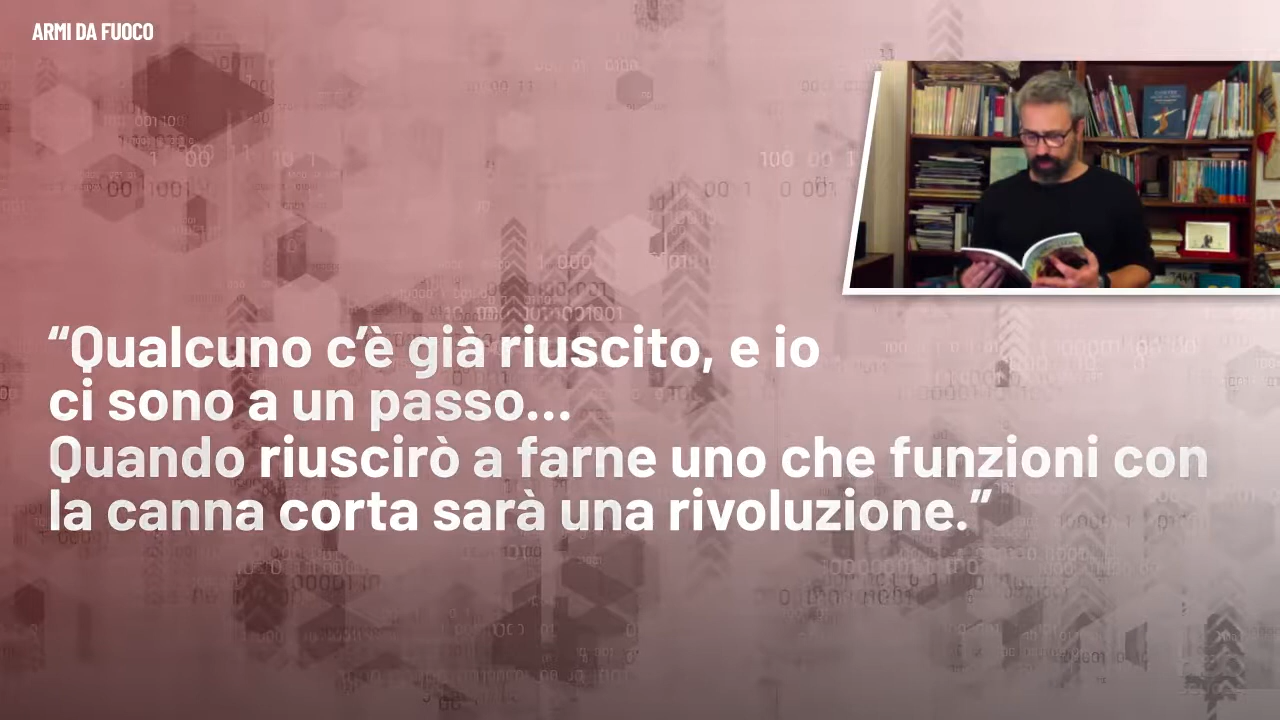 ARMI DA FUOCO
“Qualcuno c’è già riuscito, e io
ci sono a un passo...
Quando riuscirò a farne uno che funzioni con
la canna corta sarà una rivoluzione.”